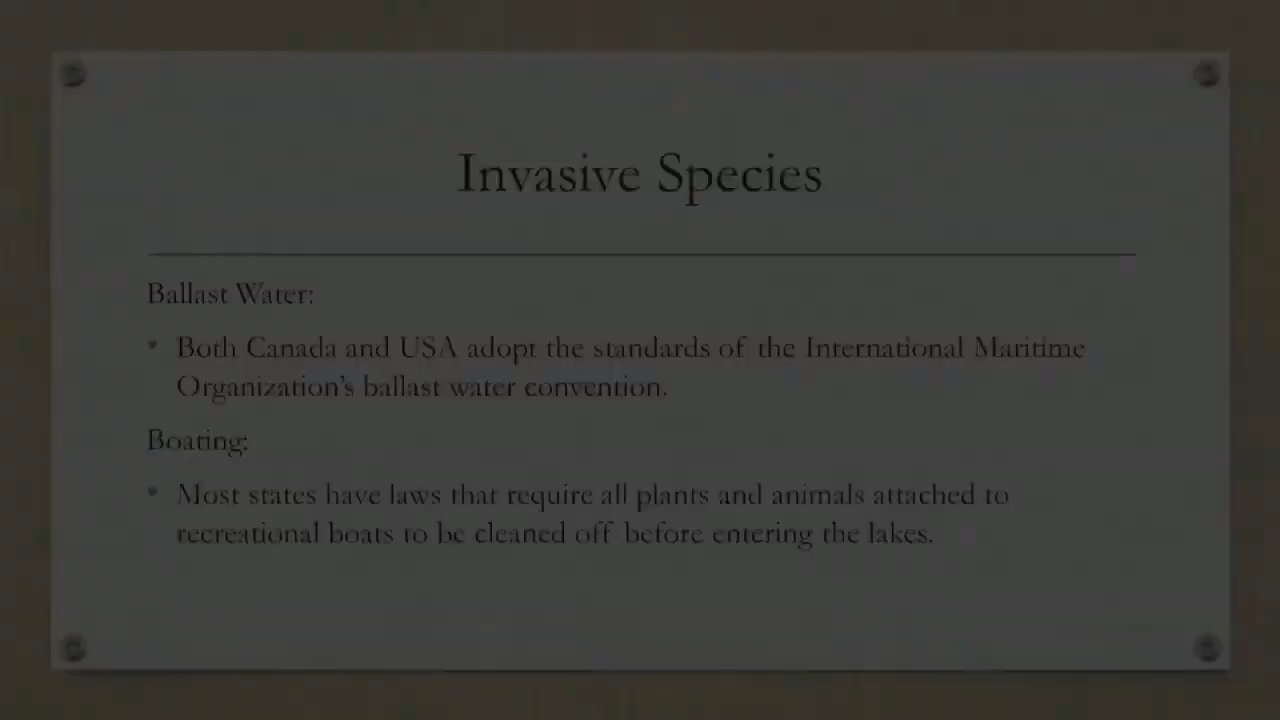 Invasive Species
Ballast Water:
• Both Canada and USA adopt the standards of the International Maritime
Organization's ballast water convention.
Boating:
• Most states have laws that require all plants and animals attached to
recreational boats to be cleaned off before entering the lakes.